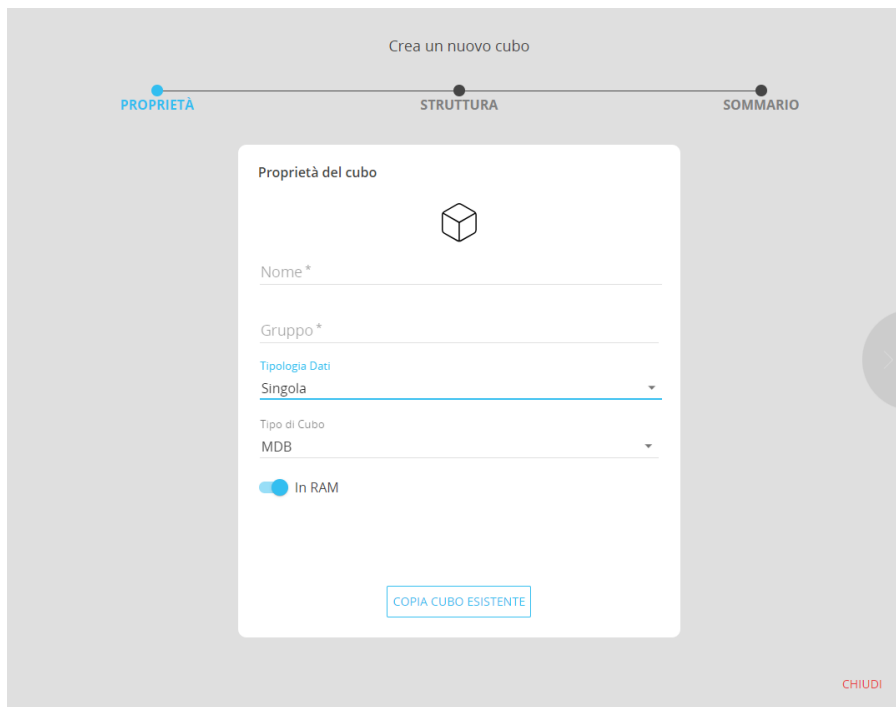 Crea un nuovo cubo
PROPRIETÀ STRUTTURA SOMMARIO
Proprietà del cubo
Nome *
Gruppo *
Tipologia Dati
Singola
Tipo di Cubo
MDB
In RAM
COPIA CUBO ESISTENTE
CHIUDI